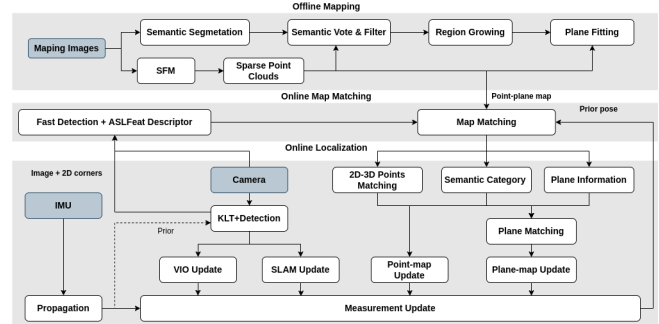 Offline Mapping
Maping Images
Semantic Segmetation
Semantic Vote & Filter
Region Growing
Plane Fitting
SFM
Sparse Point
Clouds
Point-plane map
Online Map Matching
Prior pose
Fast Detection + ASLFeat Descriptor
Map Matching
Online Localization
Image + 2D corners
Camera
2D-3D Points
Matching
Semantic Category
Plane Information
IMU
KLT+Detection
Prior
Plane Matching
VIO Update
SLAM Update
Point-map
Update
Plane-map Update
Propagation
Measurement Update